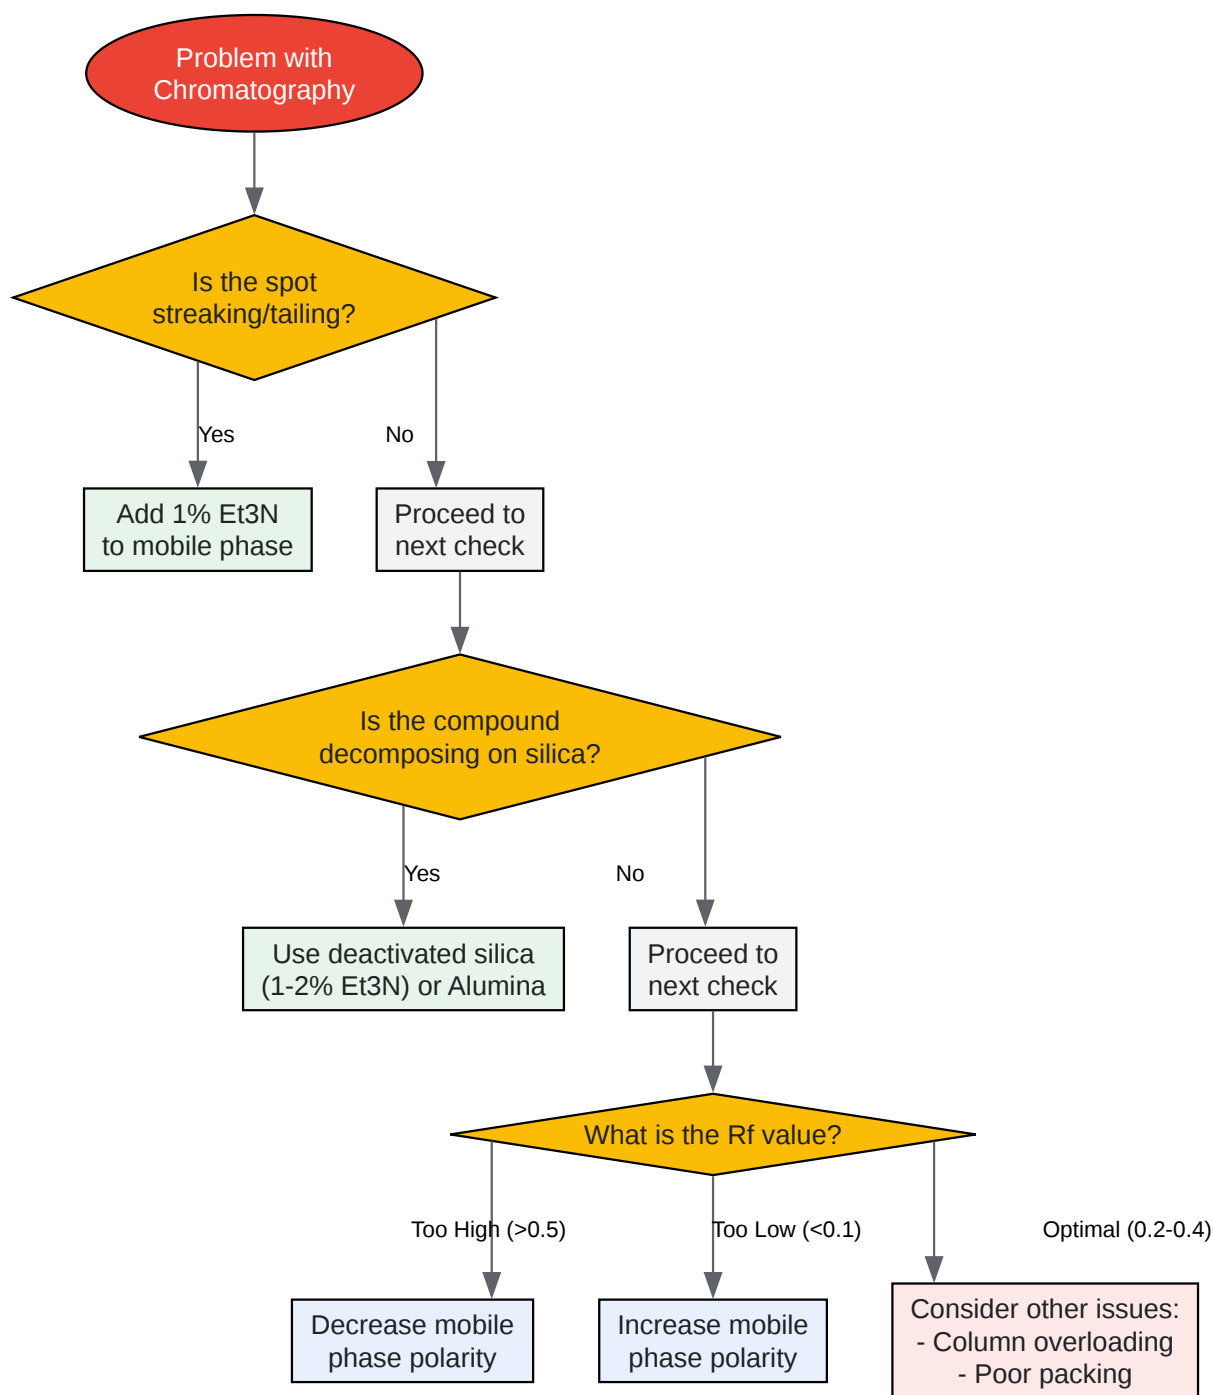 Problem with
Chromatography
Is the spot
streaking/tailing?
Yes
No
Add 1% Et3N
to mobile phase
Proceed to
next check
Is the compound
decomposing on silica?
Yes
No
Use deactivated silica
(1-2% Et3N) or Alumina
Proceed to
next check
What is the Rf value?
Too High (>0.5)
Too Low (<0.1)
Optimal (0.2-0.4)
Decrease mobile
phase polarity
Increase mobile
phase polarity
Consider other issues:
- Column overloading
- Poor packing